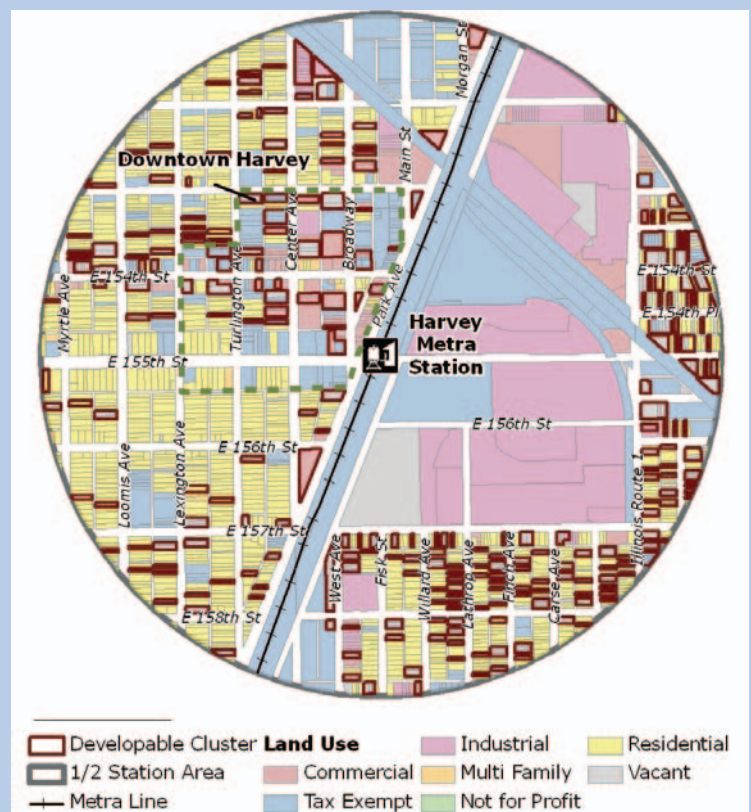 Morgan St
Main St
Downtown Harvey
Center Ave
Broadway
E 154th St
E 154th St
E 154th Pl
Park Ave
Turlington Ave
Myrtle Ave
Harvey
Metra
Station
E 155th St
E 156th St
E 156th St
Loomis Ave
Lexington Ave
Illinois Route 1
E 157th St
West Ave
Fisk St
Willard Ave
Lathrop Ave
Finch Ave
Carse Ave
E 158th St
Developable Cluster Land Use Industrial Residential
1/2 Station Area Commercial Multi Family Vacant
Metra Line Tax Exempt Not for Profit